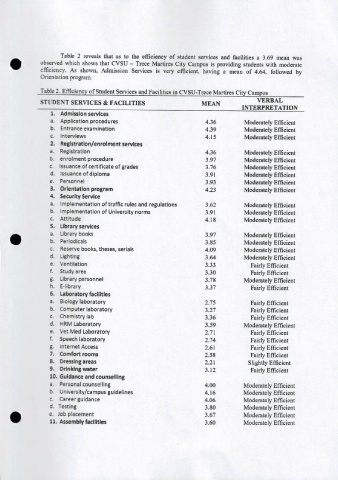 Table 2 reveals that as to the efficiency of student services and facilities a 3.69 mean was
observed which shows that CVSU – Trece Martires City Campus is providing students with moderate
efficiency. As shown, Admission Services is very efficient, having a mean of 4.64, followed by
Orientation program.
Table 2. Efficiency of Student Services and Facilities in CVSU-Trece Martires City Campus
STUDENT SERVICES & FACILITIES MEAN VERBAL INTERPRETATION
1. Admission services
a. Application procedures 4.36 Moderately Efficient
b. Entrance examination 4.39 Moderately Efficient
c. Interviews 4.15 Moderately Efficient
2. Registration/enrolment services
a. Registration 4.36 Moderately Efficient
b. enrolment procedure 3.97 Moderately Efficient
c. Issuance of certificate of grades 3.76 Moderately Efficient
d. Issuance of diploma 3.91 Moderately Efficient
e. Personnel 3.93 Moderately Efficient
3. Orientation program 4.23 Moderately Efficient
4. Security Service
a. Implementation of traffic rules and regulations 3.62 Moderately Efficient
b. Implementation of University norms 3.91 Moderately Efficient
c. Attitude 4.18 Moderately Efficient
5. Library services
a. Library books 3.97 Moderately Efficient
b. Periodicals 3.85 Moderately Efficient
c. Reserve books, theses, serials 4.09 Moderately Efficient
d. Lighting 3.64 Moderately Efficient
e. Ventilation 3.33 Fairly Efficient
f. Study area 3.30 Fairly Efficient
g. Library personnel 3.78 Moderately Efficient
h. E-library 3.37 Fairly Efficient
6. Laboratory facilities
a. Biology laboratory 2.75 Fairly Efficient
b. Computer laboratory 3.27 Fairly Efficient
c. Chemistry lab 3.36 Fairly Efficient
d. HRM Laboratory 3.59 Moderately Efficient
e. Vet Med Laboratory 2.71 Fairly Efficient
f. Speech laboratory 2.74 Fairly Efficient
g. Internet Access 2.61 Fairly Efficient
7. Comfort rooms 2.58 Fairly Efficient
8. Dressing areas 2.21 Slightly Efficient
9. Drinking water 3.12 Fairly Efficient
10. Guidance and counselling
a. Personal counselling 4.00 Moderately Efficient
b. University/campus guidelines 4.16 Moderately Efficient
c. Career guidance 4.06 Moderately Efficient
d. Testing 3.80 Moderately Efficient
e. Job placement 3.67 Moderately Efficient
11. Assembly facilities 3.60 Moderately Efficient